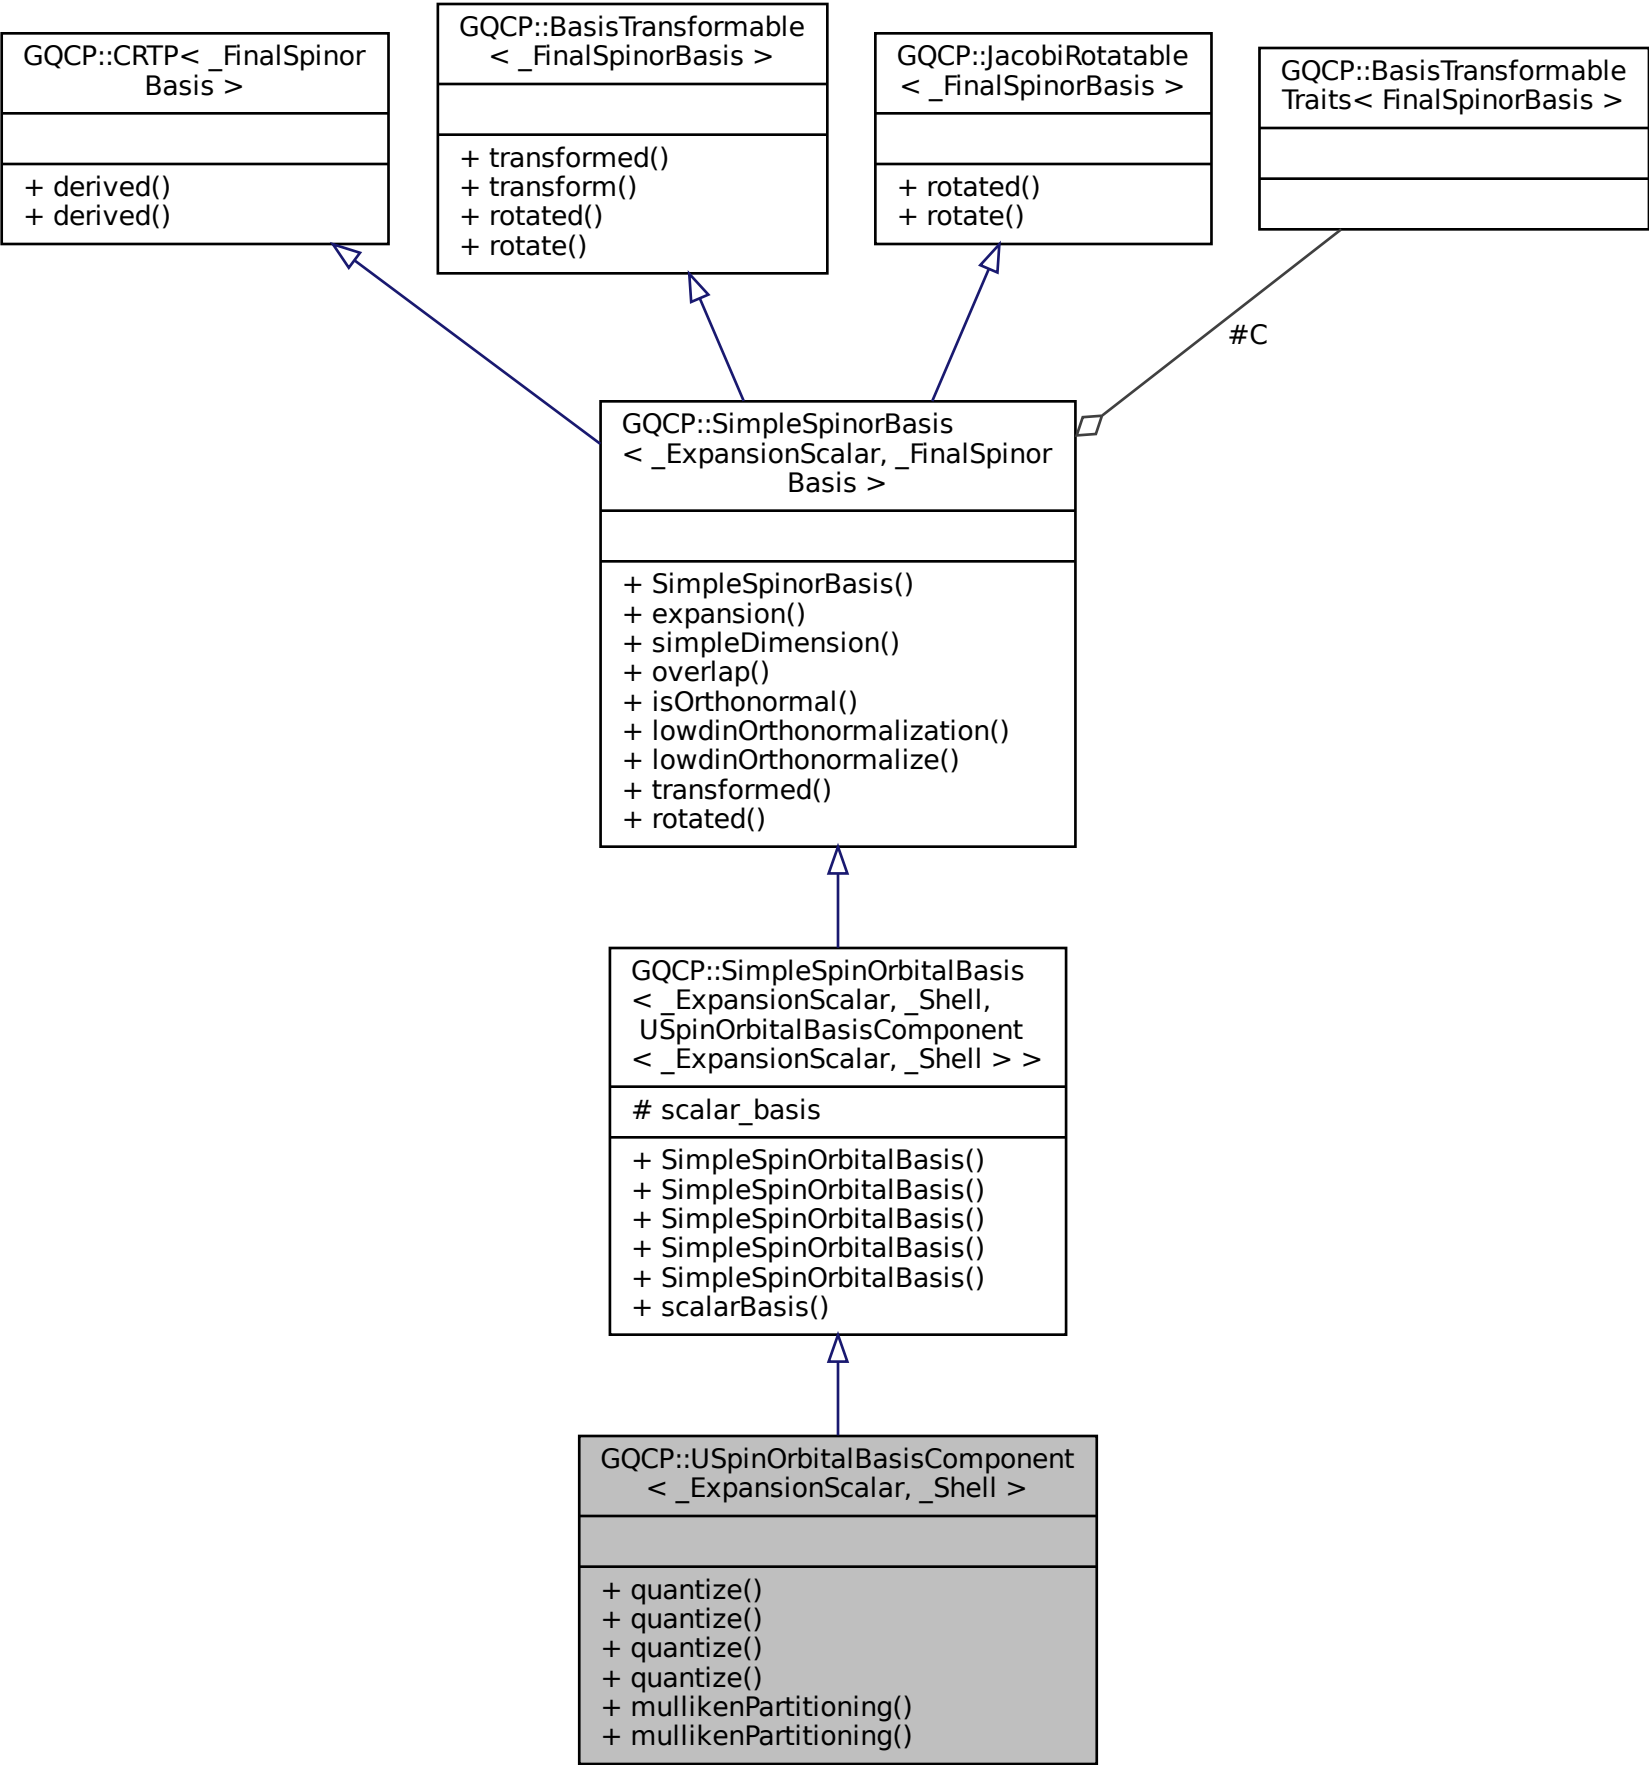 GQCP::CRTP< _FinalSpinor
Basis >
+ derived()
+ derived()
GQCP::BasisTransformable
< _FinalSpinorBasis >
+ transformed()
+ transform()
+ rotated()
+ rotate()
GQCP::JacobiRotatable
< _FinalSpinorBasis >
+ rotated()
+ rotate()
GQCP::BasisTransformable
Traits< FinalSpinorBasis >
#C
GQCP::SimpleSpinorBasis
< _ExpansionScalar, _FinalSpinor
Basis >
+ SimpleSpinorBasis()
+ expansion()
+ simpleDimension()
+ overlap()
+ isOrthonormal()
+ lowdinOrthonormalization()
+ lowdinOrthonormalize()
+ transformed()
+ rotated()
GQCP::SimpleSpinOrbitalBasis
< _ExpansionScalar, _Shell,
USpinOrbitalBasisComponent
< _ExpansionScalar, _Shell > >
# scalar_basis
+ SimpleSpinOrbitalBasis()
+ SimpleSpinOrbitalBasis()
+ SimpleSpinOrbitalBasis()
+ SimpleSpinOrbitalBasis()
+ SimpleSpinOrbitalBasis()
+ scalarBasis()
GQCP::USpinOrbitalBasisComponent
< _ExpansionScalar, _Shell >
+ quantize()
+ quantize()
+ quantize()
+ quantize()
+ mullikenPartitioning()
+ mullikenPartitioning()